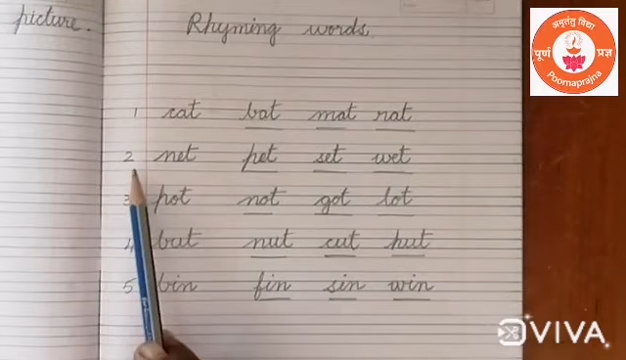 picture.
Rhyming words
1 cat bat mat rat
2 net pet set wet
3 pot not got lot
4 but nut cut hut
5 bin fin sin win
अमृततंतु विद्या
पूर्ण प्रज्ञ
Poornaprajna
VIVA